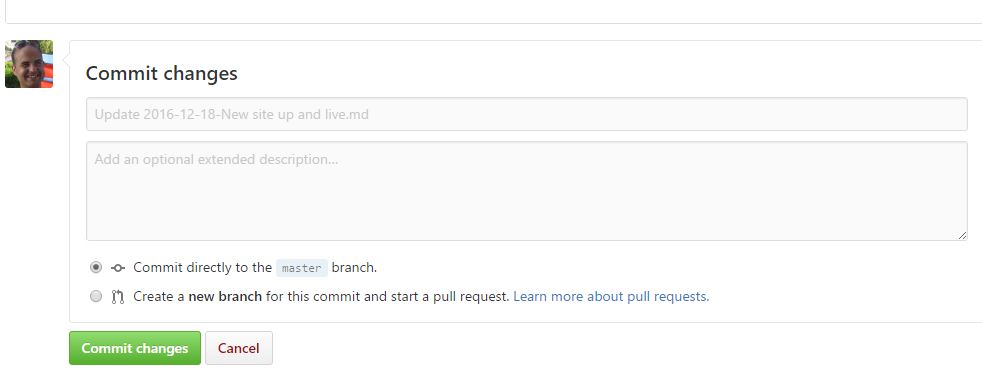 Commit changes
Update 2016-12-18-New site up and live.md
Add an optional extended description...
Commit directly to the master branch.
Create a new branch for this commit and start a pull request. Learn more about pull requests.
Commit changes Cancel